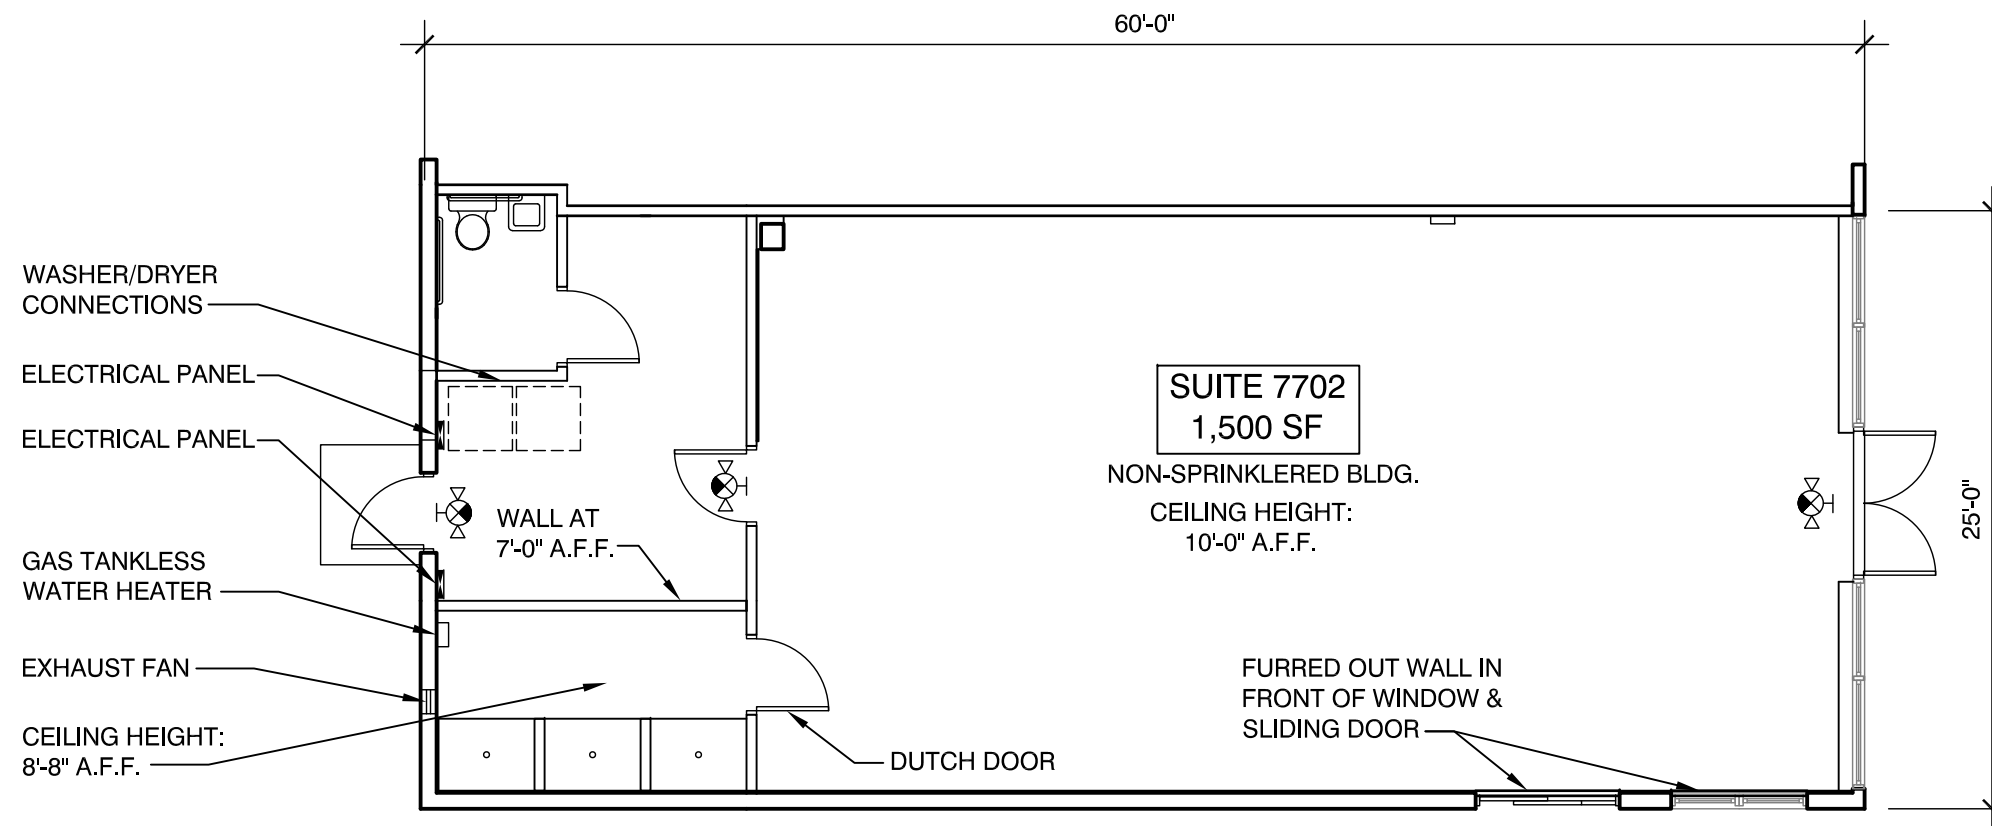 60'-0"
WASHER/DRYER
CONNECTIONS
ELECTRICAL PANEL
ELECTRICAL PANEL
GAS TANKLESS
WATER HEATER
EXHAUST FAN
CEILING HEIGHT:
8'-8" A.F.F.
WALL AT
7'-0" A.F.F.
DUTCH DOOR
SUITE 7702
1,500 SF
NON-SPRINKLERED BLDG.
CEILING HEIGHT:
10'-0" A.F.F.
FURRED OUT WALL IN
FRONT OF WINDOW &
SLIDING DOOR
25'-0"